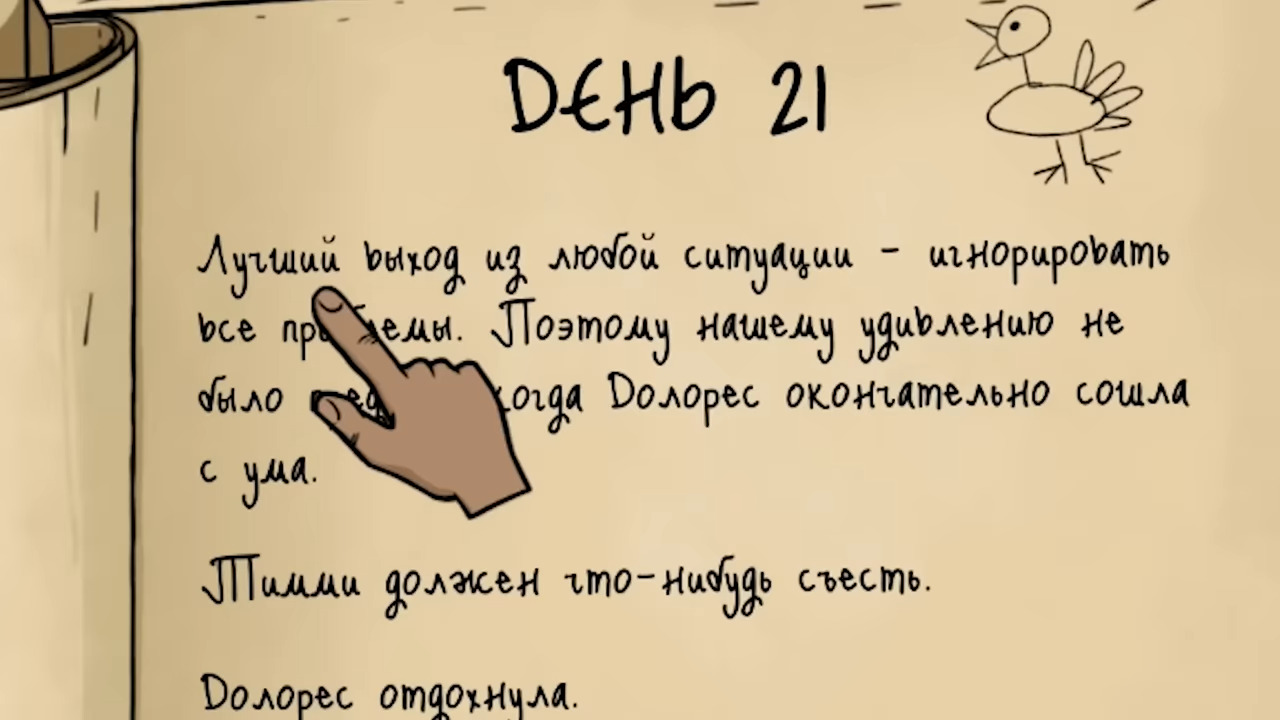 ДЕНЬ 21
Лучший выход из любой ситуации - игнорировать
все проблемы. Поэтому нашему удивлению не
было когда Долорес окончательно сошла
с ума.
Тимми должен что-нибудь съесть.
Долорес отдохнула.